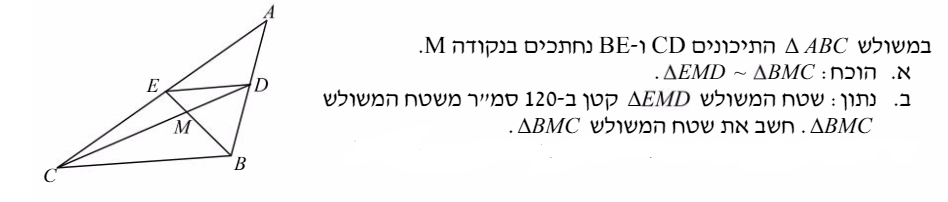 A
E
D
M
B
C
במשולש ΔABC התיכונים CD ו-BE נחתכים בנקודה M.
א. הוכח: ΔEMD ~ ΔBMC.
ב. נתון: שטח המשולש ΔEMD קטן ב-120 סמ״ר משטח המשולש
ΔBMC. חשב את שטח המשולש ΔBMC.